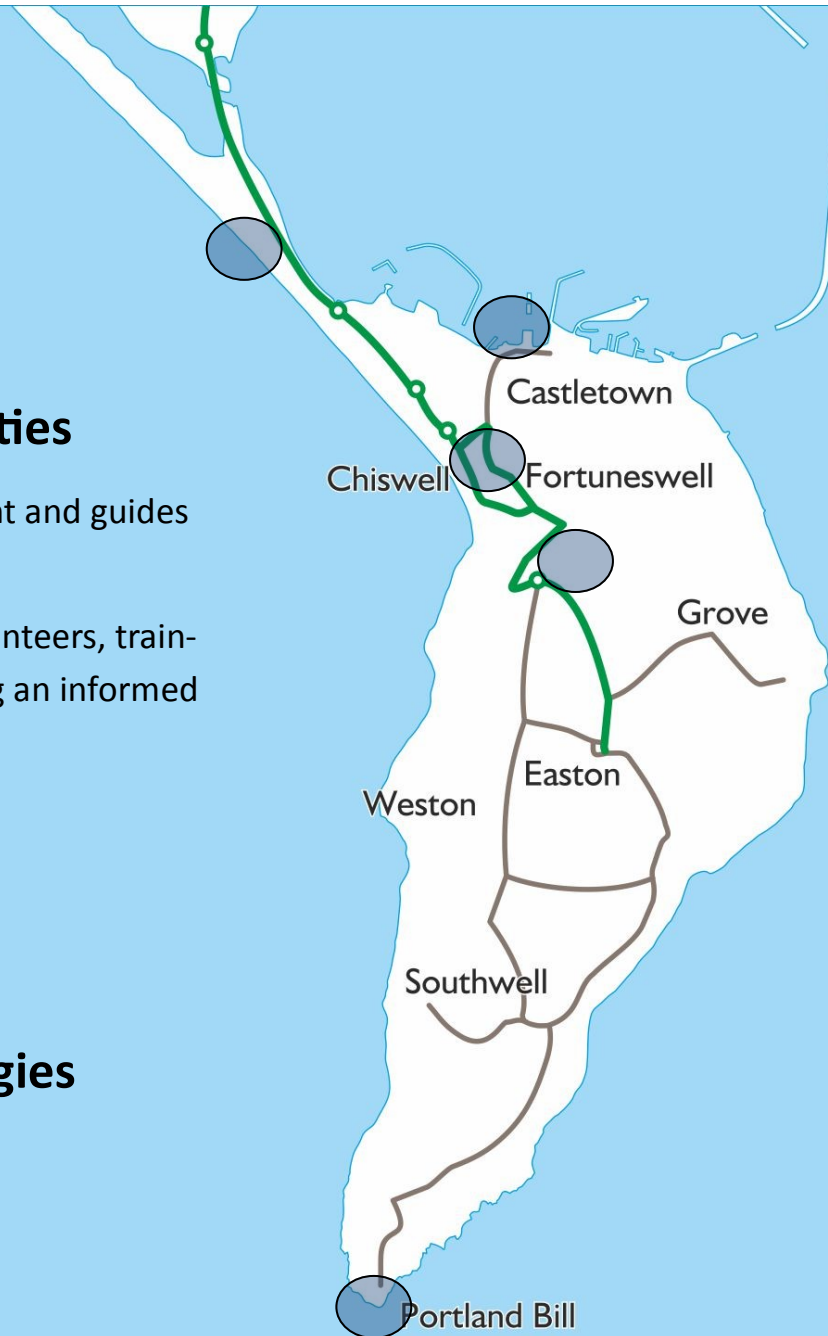 Castletown
ties
Chiswell
Fortuneswell
t and guides
Grove
nteers, train-
g an informed
Easton
Weston
Southwell
gies
Portland Bill